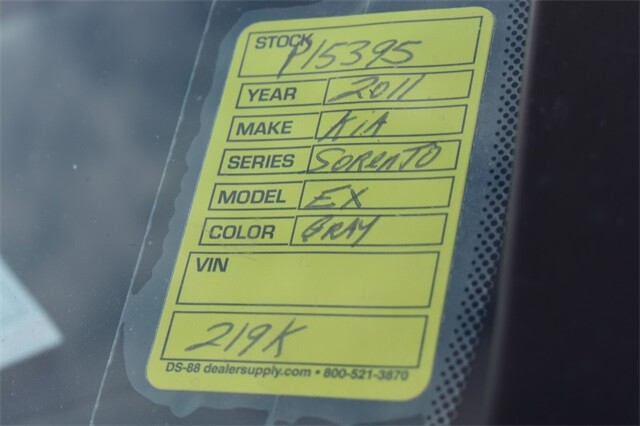 STOCK P15395
YEAR 2011
MAKE KIA
SERIES SORENTO
MODEL EX
COLOR GRAY
VIN
219K
DS-88 dealersupply.com • 800-521-3870